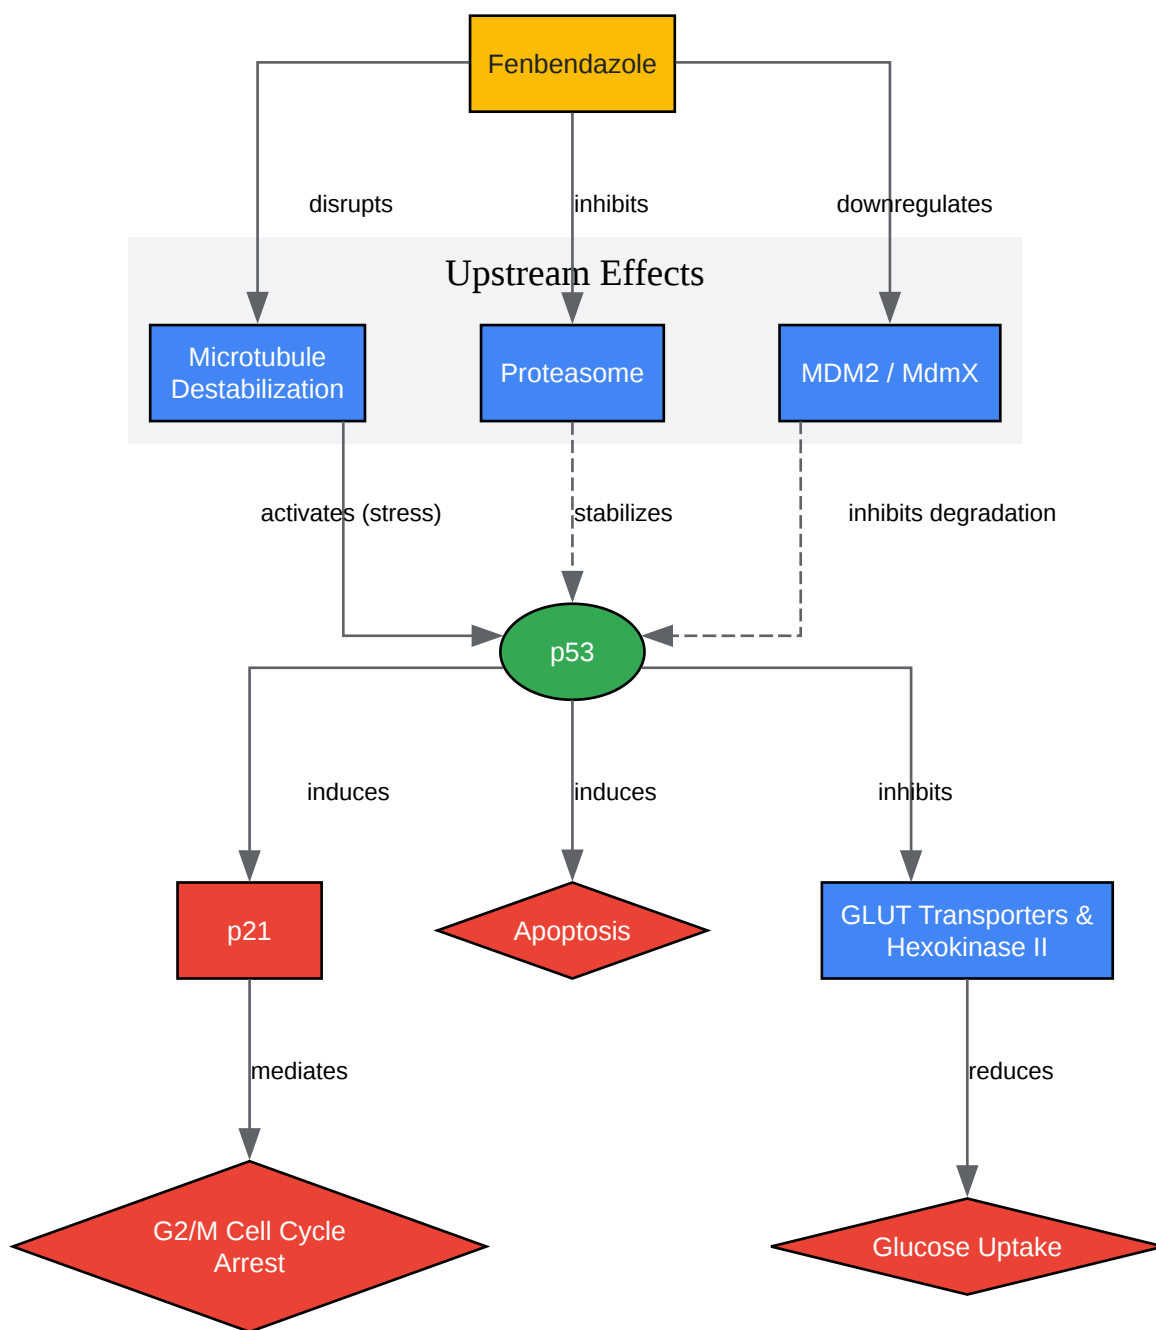 Fenbendazole
disrupts
inhibits
downregulates
Upstream Effects
Microtubule
Destabilization
Proteasome
MDM2 / MdmX
activates (stress)
stabilizes
inhibits degradation
p53
induces
induces
inhibits
p21
Apoptosis
GLUT Transporters &
Hexokinase II
mediates
reduces
G2/M Cell Cycle
Arrest
Glucose Uptake